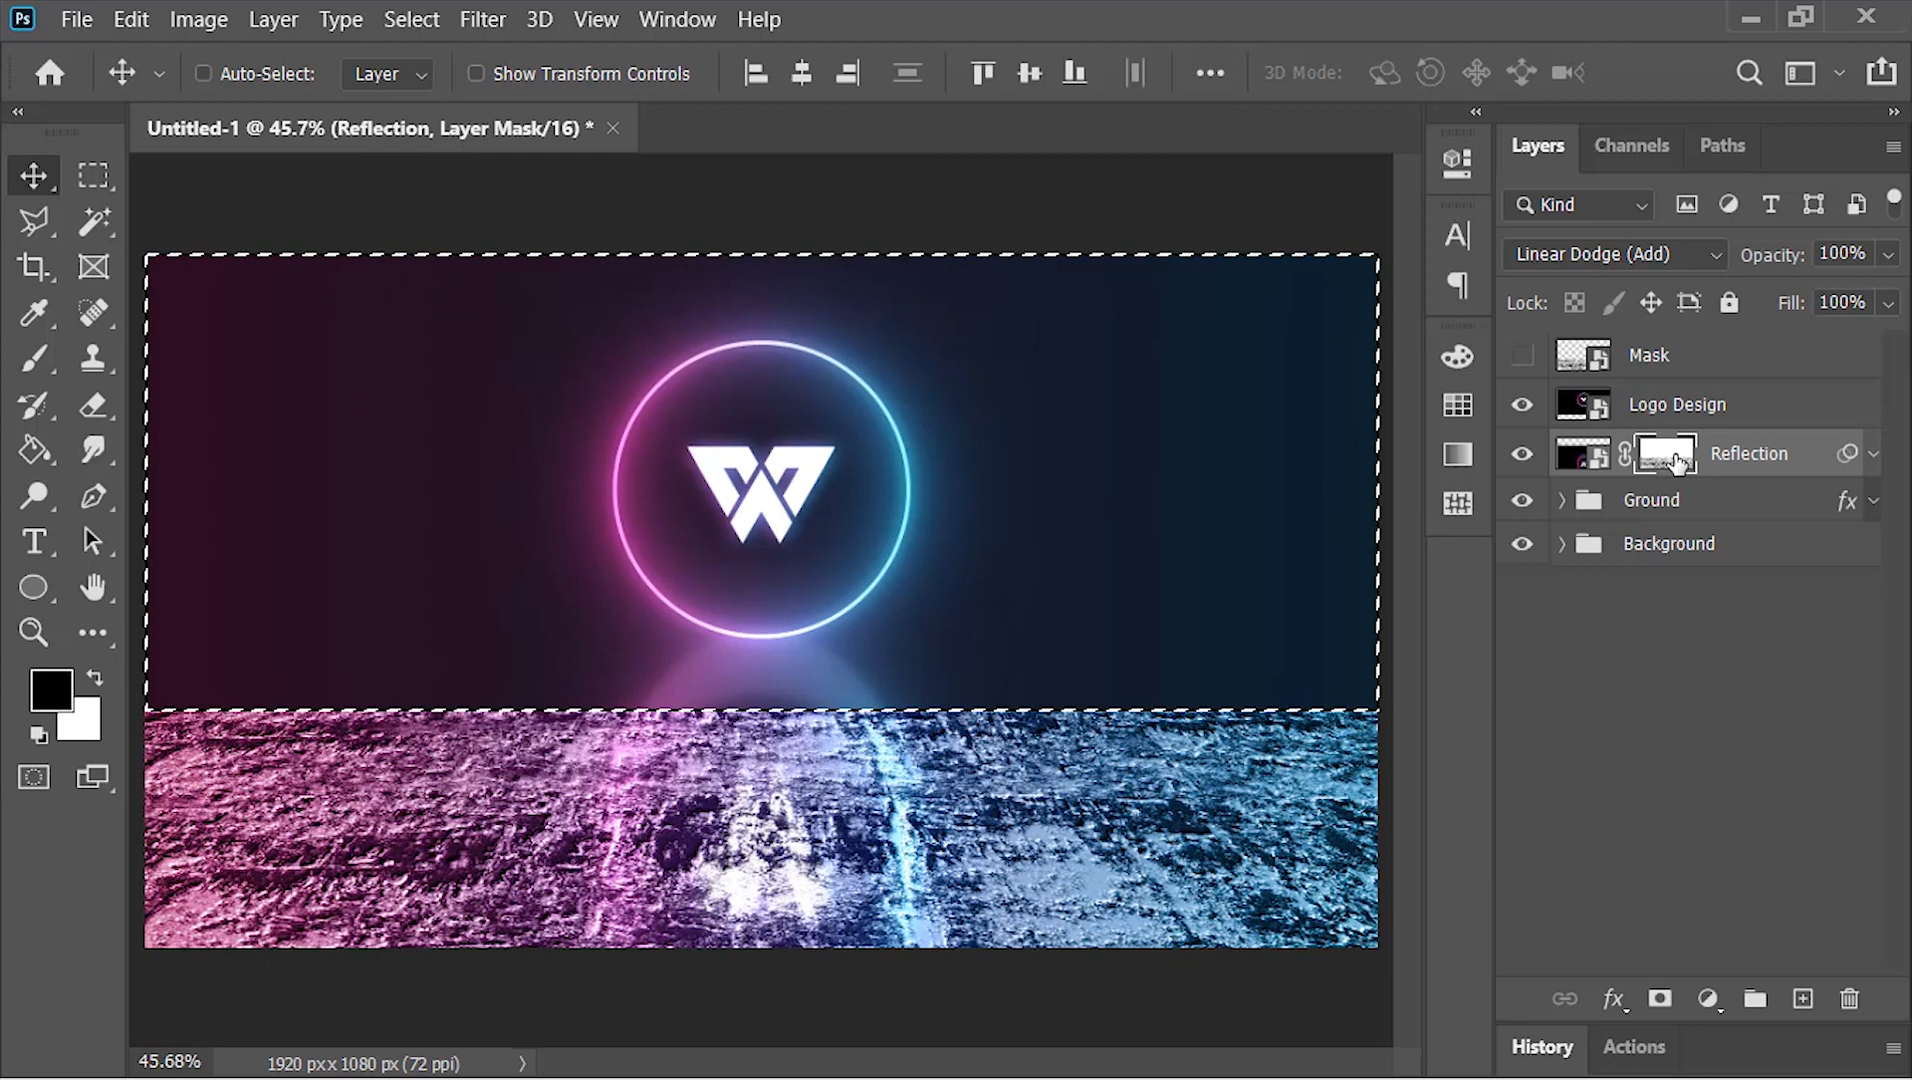 Ps File Edit Image Layer Type Select Filter 3D View Window Help
Auto-Select: Layer Show Transform Controls 3D Mode:
Untitled-1 @ 45.7% (Reflection, Layer Mask/16) *
Layers Channels Paths
Kind
Linear Dodge (Add) Opacity: 100%
Lock: Fill: 100%
Mask
Logo Design
Reflection
Ground fx
Background
fx
History Actions
45.68% 1920 px x 1080 px (72 ppi)